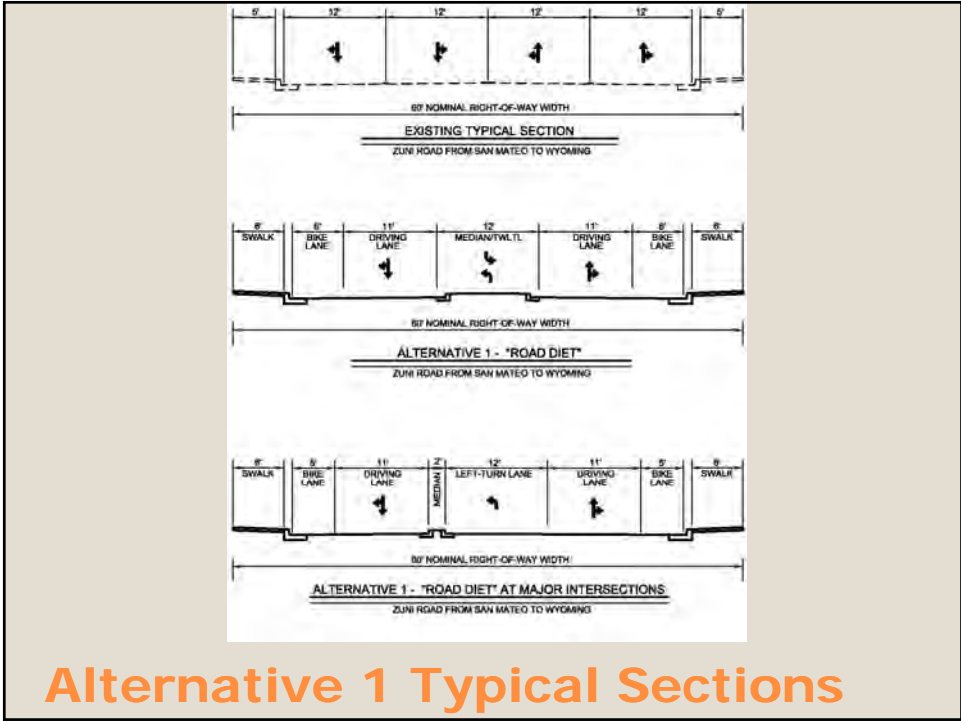 5' 12' 12' 12' 12' 5'
60' NOMINAL RIGHT-OF-WAY WIDTH
EXISTING TYPICAL SECTION
ZUNI ROAD FROM SAN MATEO TO WYOMING
6' 6' 11' 12' 11' 6' 6'
SWALK BIKE LANE DRIVING LANE MEDIAN/TWLTL DRIVING LANE BIKE LANE SWALK
60' NOMINAL RIGHT-OF-WAY WIDTH
ALTERNATIVE 1 - "ROAD DIET"
ZUNI ROAD FROM SAN MATEO TO WYOMING
6' 5' 11' 2' 12' 11' 5' 6'
SWALK BIKE LANE DRIVING LANE MEDIAN LEFT-TURN LANE DRIVING LANE BIKE LANE SWALK
60' NOMINAL RIGHT-OF-WAY WIDTH
ALTERNATIVE 1 - "ROAD DIET" AT MAJOR INTERSECTIONS
ZUNI ROAD FROM SAN MATEO TO WYOMING
Alternative 1 Typical Sections